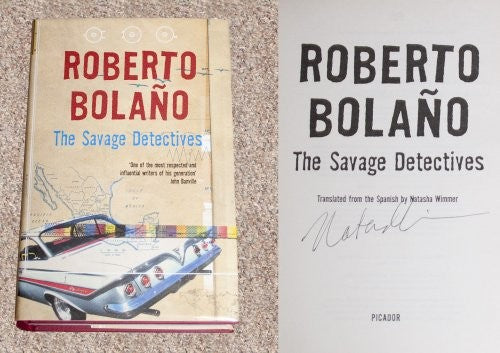 ROBERTO
BOLAÑO
The Savage Detectives
'One of the most respected and
influential writers of his generation'
John Banville
ROBERTO
BOLAÑO
The Savage Detectives
Translated from the Spanish by Natasha Wimmer
PICADOR